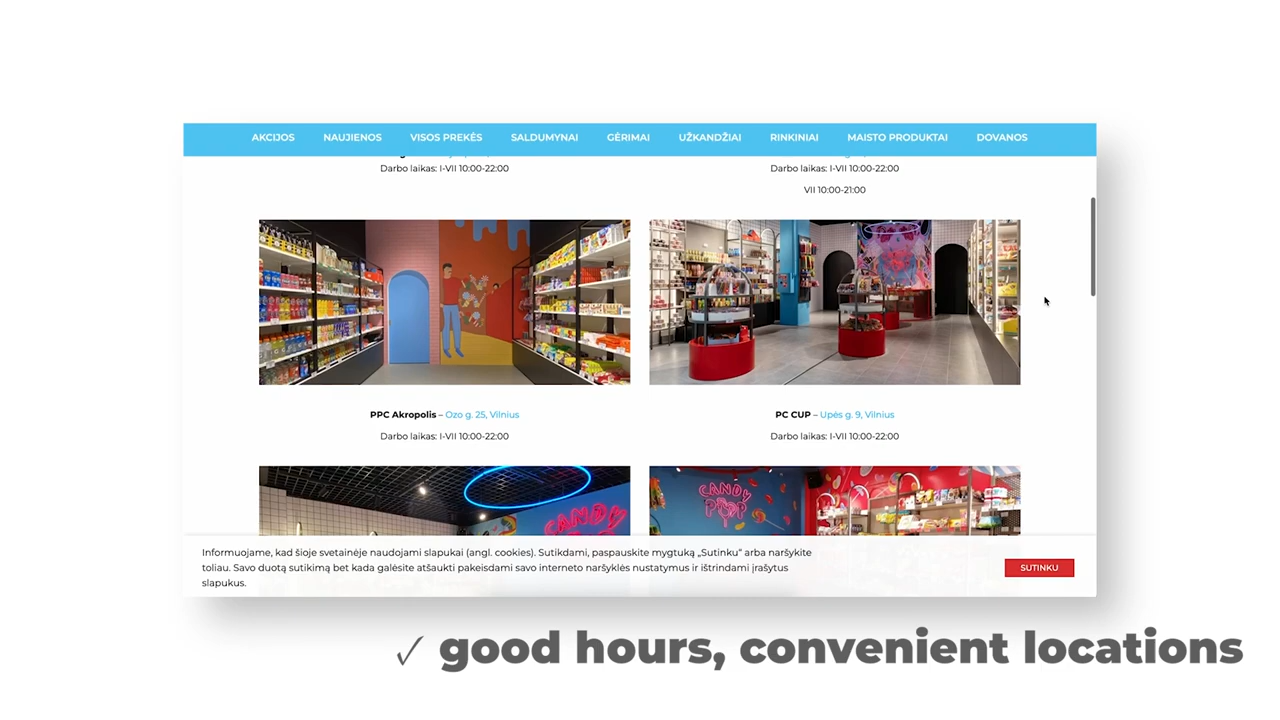 AKCIJOS NAUJIENOS VISOS PREKĖS SALDUMYNAI GĖRIMAI UŽKANDŽIAI RINKINIAI MAISTO PRODUKTAI DOVANOS
Darbo laikas: I-VII 10:00-22:00
Darbo laikas: I-VII 10:00-22:00
VII 10:00-21:00
PPC Akropolis – Ozo g. 25, Vilnius
Darbo laikas: I-VII 10:00-22:00
PC CUP – Upės g. 9, Vilnius
Darbo laikas: I-VII 10:00-22:00
CANDY
CANDY
POP
Informuojame, kad šioje svetainėje naudojami slapukai (angl. cookies). Sutikdami, paspauskite mygtuką „Sutinku“ arba naršykite
toliau. Savo duotą sutikimą bet kada galėsite atšaukti pakeisdami savo interneto naršyklės nustatymus ir ištrindami įrašytus
slapukus.
SUTINKU
✓ good hours, convenient locations